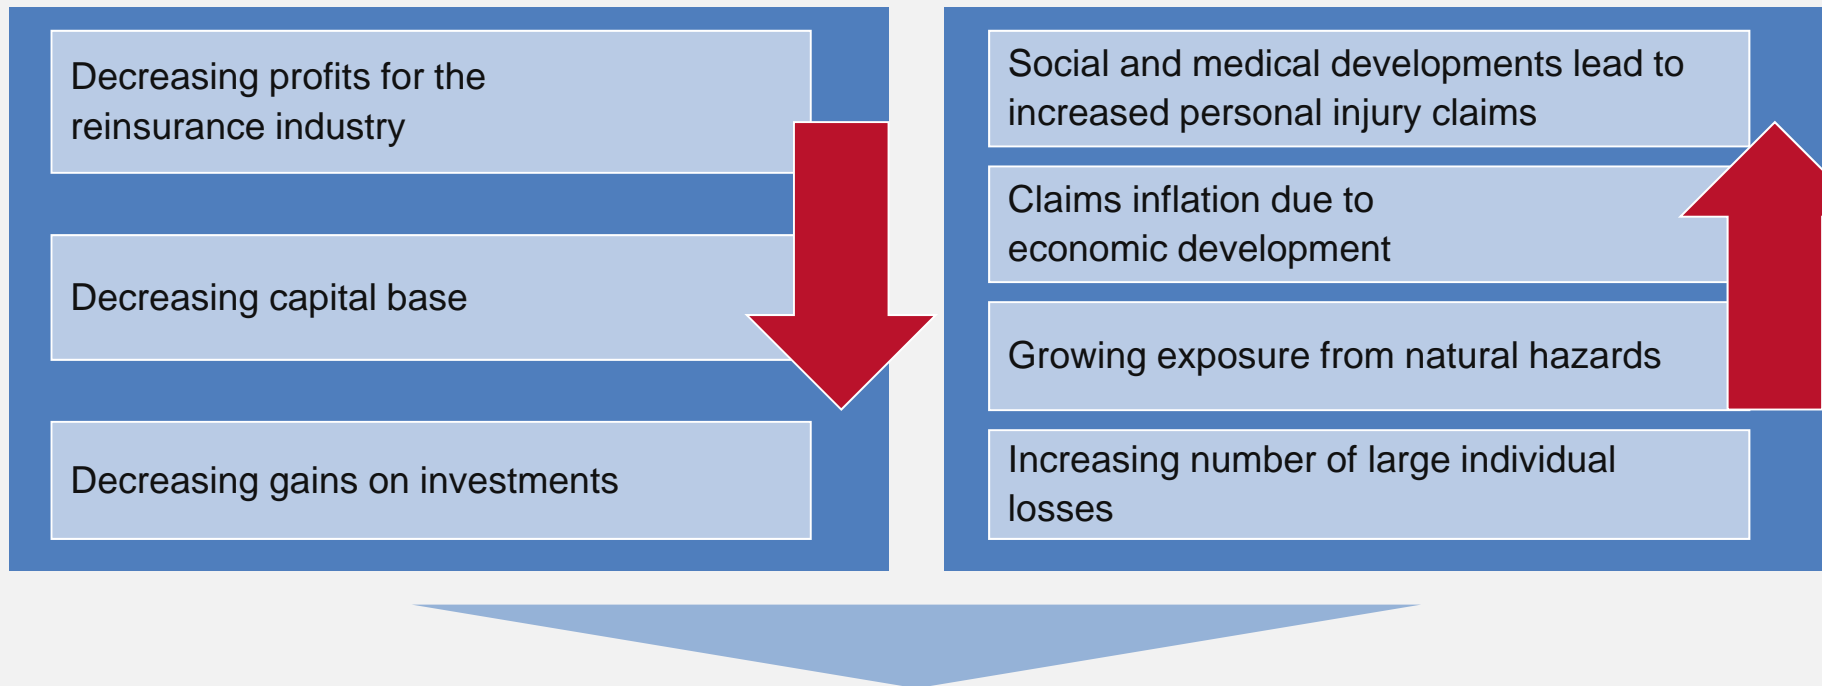 Decreasing profits for the
reinsurance industry
Decreasing capital base
Decreasing gains on investments
Social and medical developments lead to
increased personal injury claims
Claims inflation due to
economic development
Growing exposure from natural hazards
Increasing number of large individual
losses